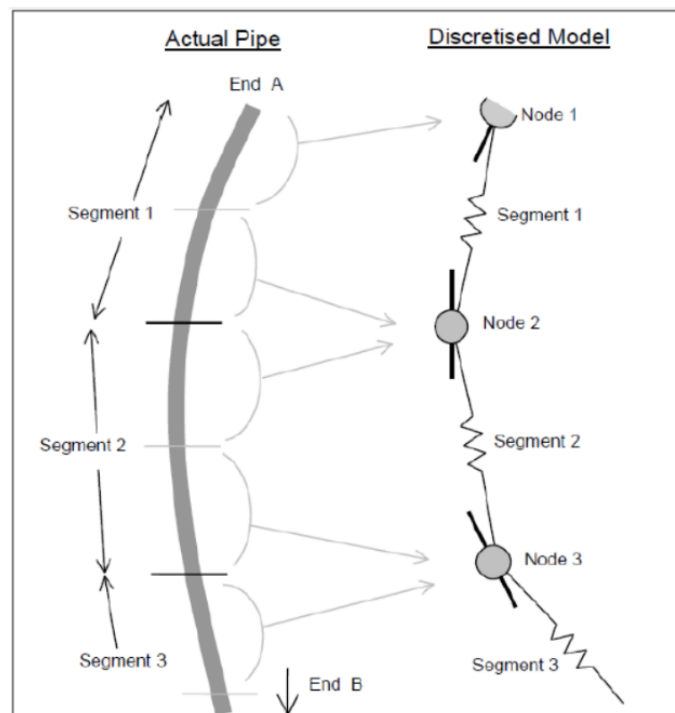 Actual Pipe
Discretised Model
End A
Node 1
Segment 1
Segment 1
Node 2
Segment 2
Segment 2
Node 3
Segment 3
Segment 3
End B